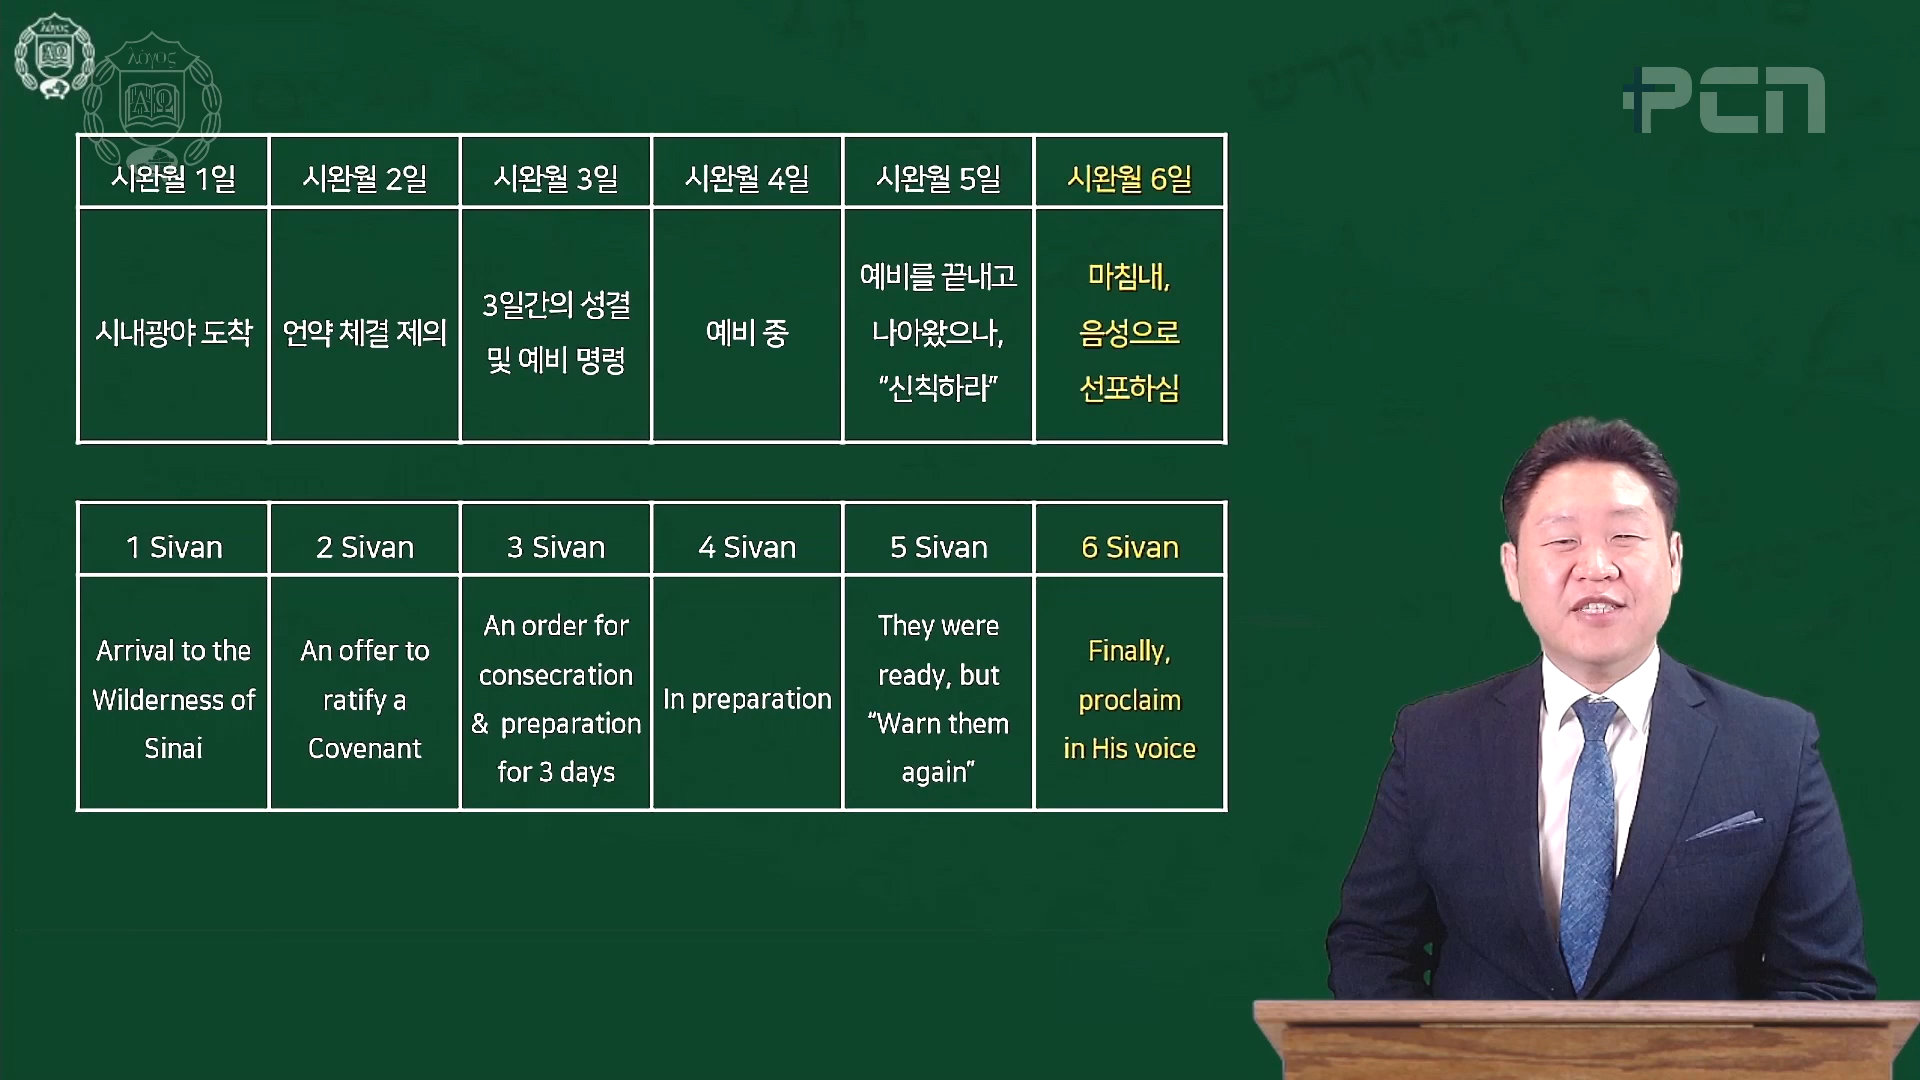 λόγος
ΑΩ
λόγος
ΑΩ
PCN
시완월 1일
시완월 2일
시완월 3일
시완월 4일
시완월 5일
시완월 6일
시내광야 도착
언약 체결 제의
3일간의 성결
및 예비 명령
예비 중
예비를 끝내고
나아왔으나,
“신칙하라”
마침내,
음성으로
선포하심
1 Sivan
2 Sivan
3 Sivan
4 Sivan
5 Sivan
6 Sivan
Arrival to the
Wilderness of
Sinai
An offer to
ratify a
Covenant
An order for
consecration
& preparation
for 3 days
In preparation
They were
ready, but
“Warn them
again”
Finally,
proclaim
in His voice